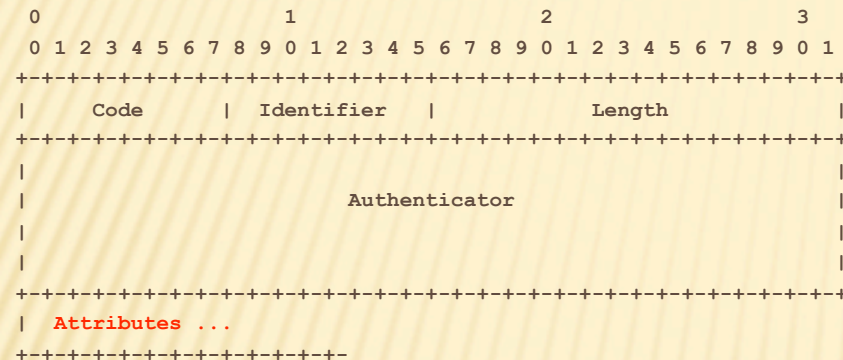 0                   1                   2                   3
 0 1 2 3 4 5 6 7 8 9 0 1 2 3 4 5 6 7 8 9 0 1 2 3 4 5 6 7 8 9 0 1
+-+-+-+-+-+-+-+-+-+-+-+-+-+-+-+-+-+-+-+-+-+-+-+-+-+-+-+-+-+-+-+-+
|     Code      |  Identifier   |            Length             |
+-+-+-+-+-+-+-+-+-+-+-+-+-+-+-+-+-+-+-+-+-+-+-+-+-+-+-+-+-+-+-+-+
|                                                               |
|                         Authenticator                         |
|                                                               |
|                                                               |
+-+-+-+-+-+-+-+-+-+-+-+-+-+-+-+-+-+-+-+-+-+-+-+-+-+-+-+-+-+-+-+-+
|  Attributes ...
+-+-+-+-+-+-+-+-+-+-+-+-+-